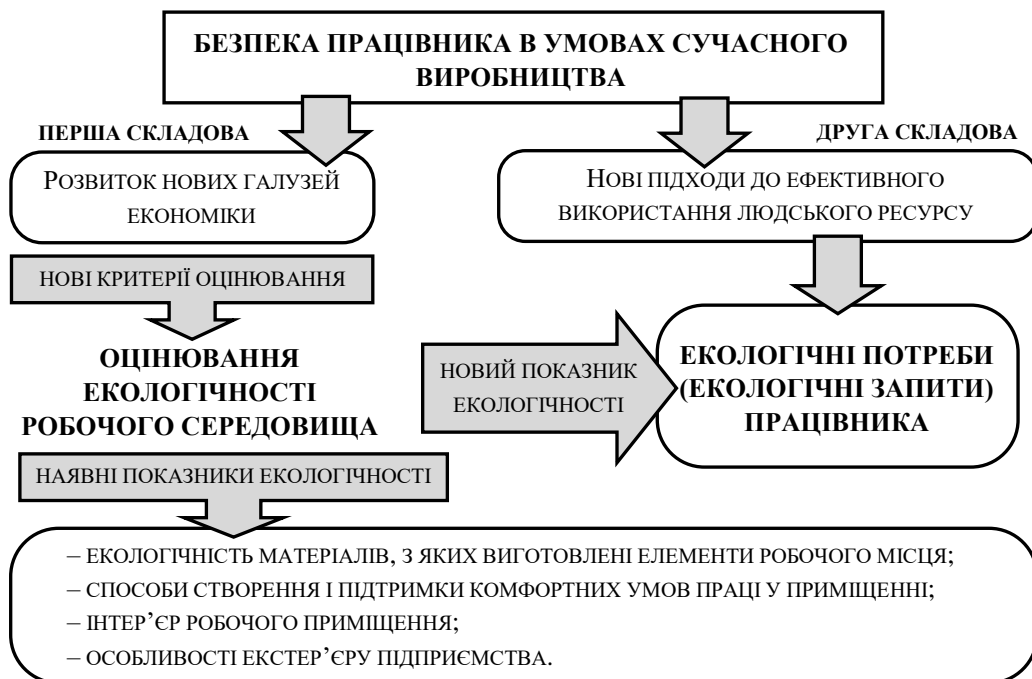 БЕЗПЕКА ПРАЦІВНИКА В УМОВАХ СУЧАСНОГО
ВИРОБНИЦТВА
ПЕРША СКЛАДОВА
ДРУГА СКЛАДОВА
РОЗВИТОК НОВИХ ГАЛУЗЕЙ
ЕКОНОМІКИ
НОВІ ПІДХОДИ ДО ЕФЕКТИВНОГО
ВИКОРИСТАННЯ ЛЮДСЬКОГО РЕСУРСУ
НОВІ КРИТЕРІЇ ОЦІНЮВАННЯ
ОЦІНЮВАННЯ
ЕКОЛОГІЧНОСТІ
РОБОЧОГО СЕРЕДОВИЩА
НОВИЙ ПОКАЗНИК
ЕКОЛОГІЧНОСТІ
ЕКОЛОГІЧНІ ПОТРЕБИ
(ЕКОЛОГІЧНІ ЗАПИТИ)
ПРАЦІВНИКА
НАЯВНІ ПОКАЗНИКИ ЕКОЛОГІЧНОСТІ
– ЕКОЛОГІЧНІСТЬ МАТЕРІАЛІВ, З ЯКИХ ВИГОТОВЛЕНІ ЕЛЕМЕНТИ РОБОЧОГО МІСЦЯ;
– СПОСОБИ СТВОРЕННЯ І ПІДТРИМКИ КОМФОРТНИХ УМОВ ПРАЦІ У ПРИМІЩЕННІ;
– ІНТЕР’ЄР РОБОЧОГО ПРИМІЩЕННЯ;
– ОСОБЛИВОСТІ ЕКСТЕР’ЄРУ ПІДПРИЄМСТВА.